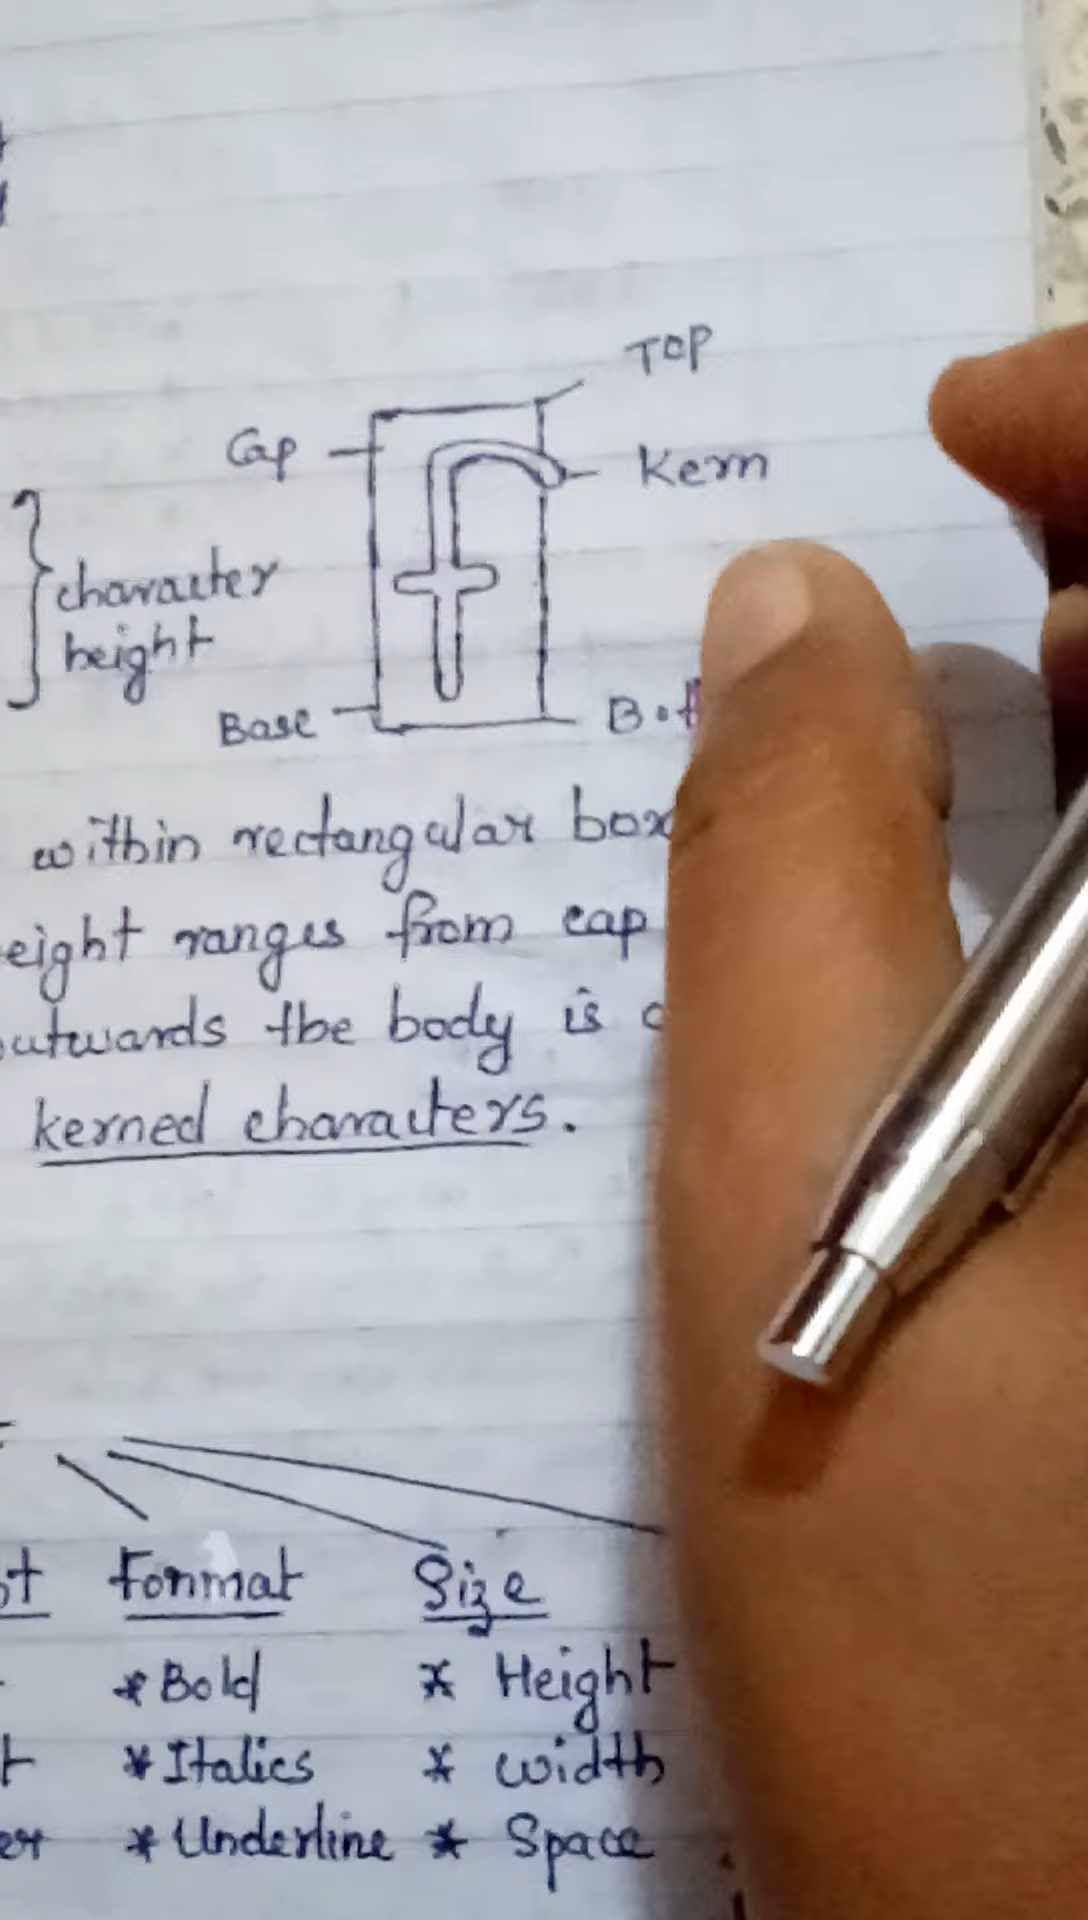 TOP
Cap
Kern
character
height
Base
within rectangular box
eight ranges from cap
outwards the body is
kerned characters.
Format Size
* Bold * Height
* Italics * width
* Underline * Space